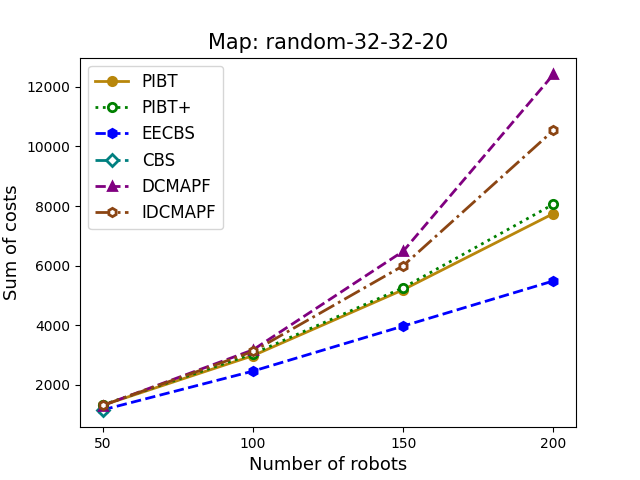 Map: random-32-32-20
Sum of costs
12000
10000
8000
6000
4000
2000
PIBT
PIBT+
EECBS
CBS
DCMAPF
IDCMAPF
50 100 150 200
Number of robots